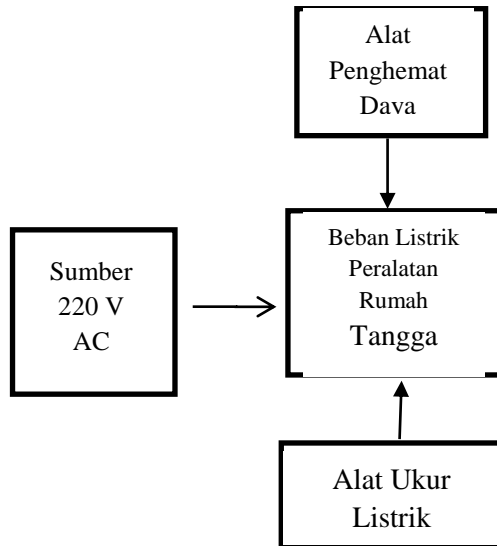 Alat
Penghemat
Dava
Beban Listrik
Peralatan
Rumah
Tangga
Sumber
220 V
AC
Alat Ukur
Listrik